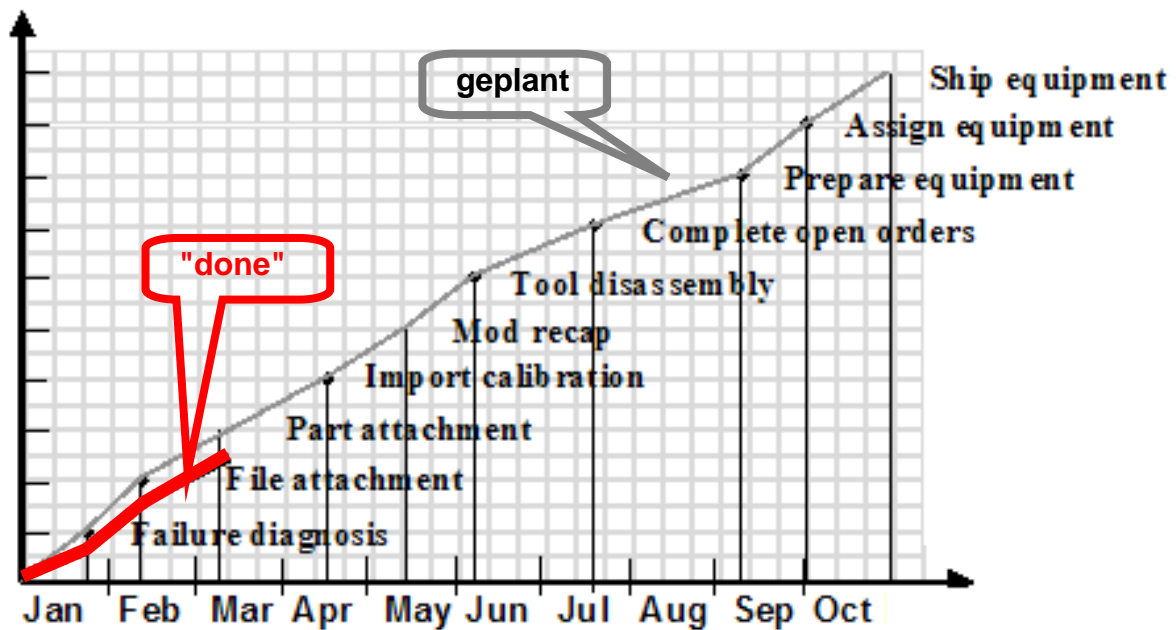 geplant
Ship equipment
Assign equipment
Prepare equipment
Complete open orders
"done"
Tool disassembly
Mod recap
Import calibration
Part attachment
File attachment
Failure diagnosis
Jan Feb Mar Apr May Jun Jul Aug Sep Oct